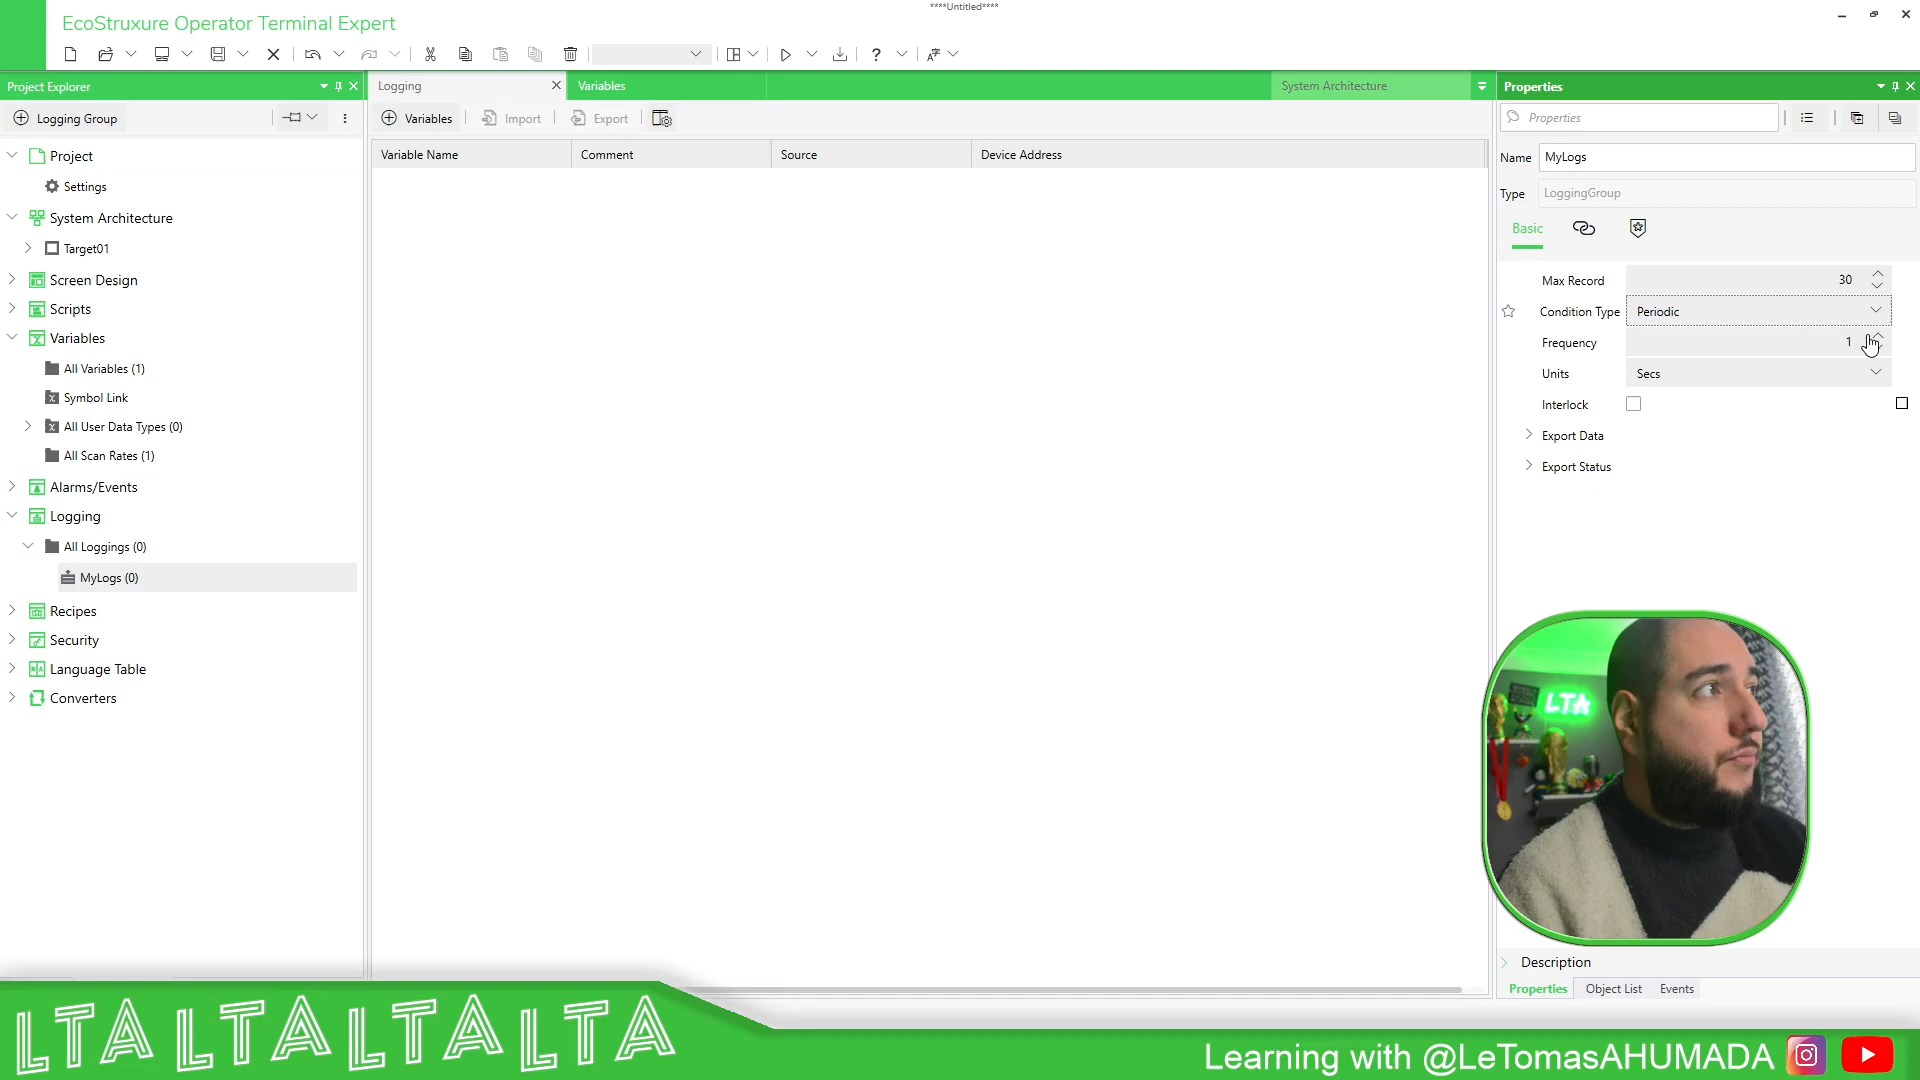 ****Untitled****
EcoStruxure Operator Terminal Expert
Project Explorer
Logging Group
Project
Settings
System Architecture
Target01
Screen Design
Scripts
Variables
All Variables (1)
Symbol Link
All User Data Types (0)
All Scan Rates (1)
Alarms/Events
Logging
All Loggings (0)
MyLogs (0)
Recipes
Security
Language Table
Converters
Logging
Variables
System Architecture
Variables
Import
Export
Variable Name
Comment
Source
Device Address
Properties
Properties
Name
MyLogs
Type
LoggingGroup
Basic
Max Record
30
Condition Type
Periodic
Frequency
1
Units
Secs
Interlock
Export Data
Export Status
LTA
Description
Properties
Object List
Events
LTALTALTALTA
Learning with @LeTomasAHUMADA